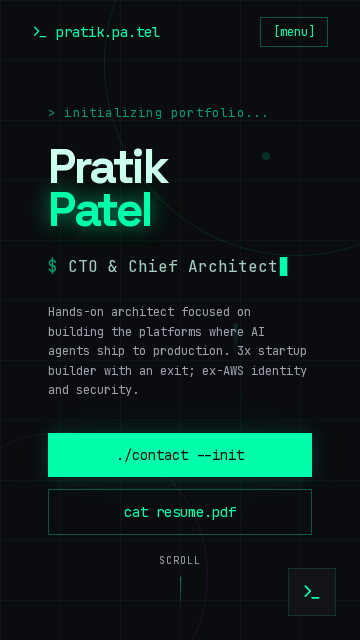 pratik.pa.tel
[menu]
> initializing portfolio...
Pratik
Patel
$ CTO & Chief Architect
Hands-on architect focused on
building the platforms where AI
agents ship to production. 3x startup
builder with an exit; ex-AWS identity
and security.
./contact --init
cat resume.pdf
SCROLL